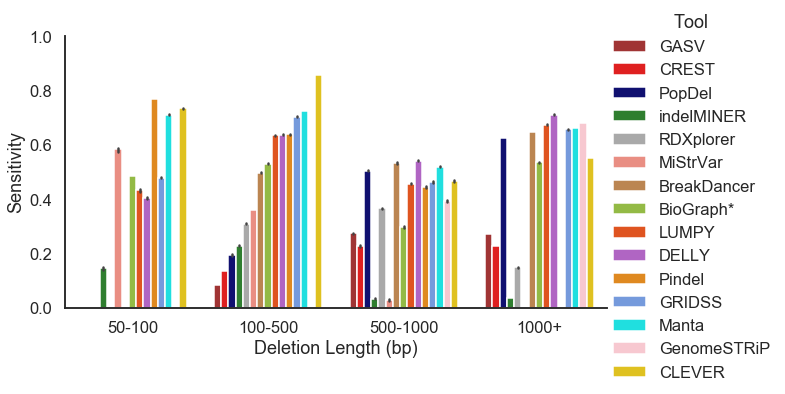 Tool
GASV
CREST
PopDel
indelMINER
RDXplorer
MiStrVar
BreakDancer
BioGraph*
LUMPY
DELLY
Pindel
GRIDSS
Manta
GenomeSTRiP
CLEVER
Sensitivity
1.0
0.8
0.6
0.4
0.2
0.0
50-100
100-500
500-1000
1000+
Deletion Length (bp)